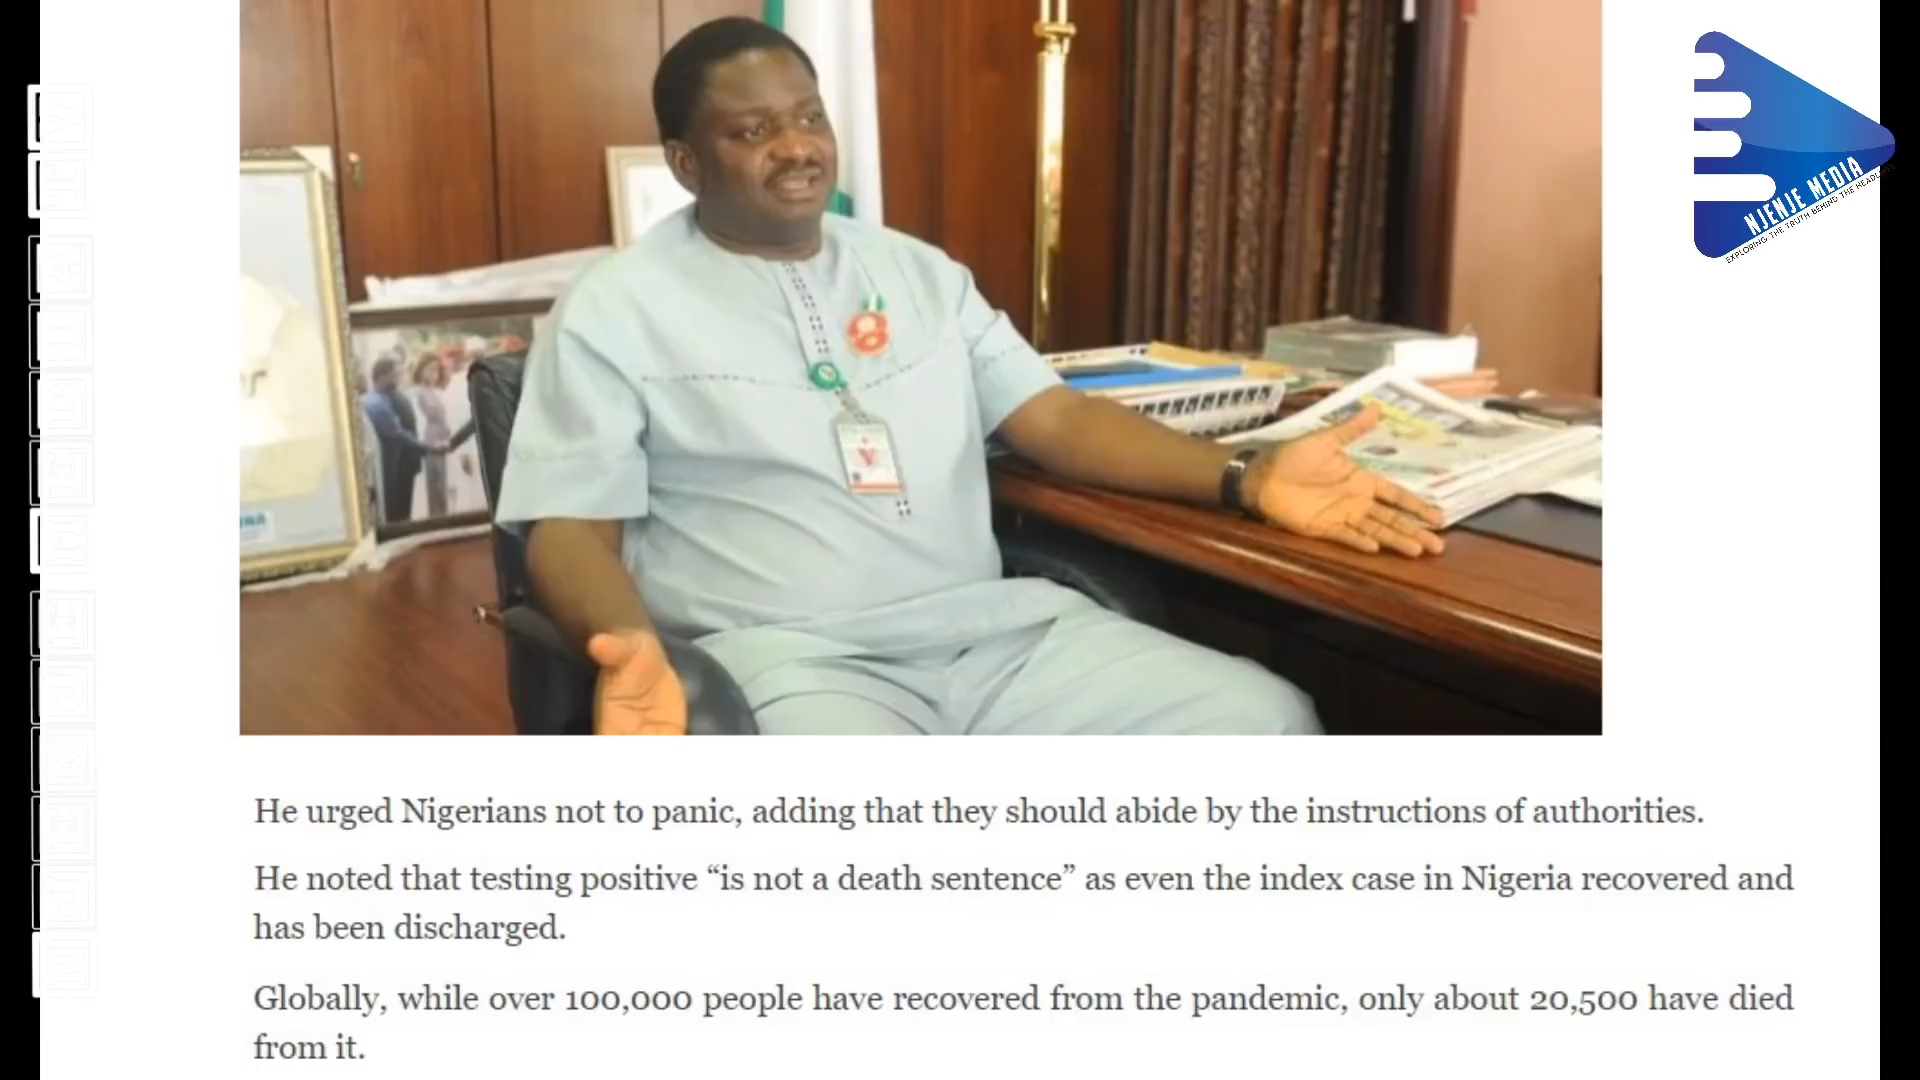 NJENJE MEDIA TV
NJENJE MEDIA
EXPLORING THE TRUTH BEHIND THE HEADLINES
He urged Nigerians not to panic, adding that they should abide by the instructions of authorities.
He noted that testing positive “is not a death sentence” as even the index case in Nigeria recovered and
has been discharged.
Globally, while over 100,000 people have recovered from the pandemic, only about 20,500 have died
from it.